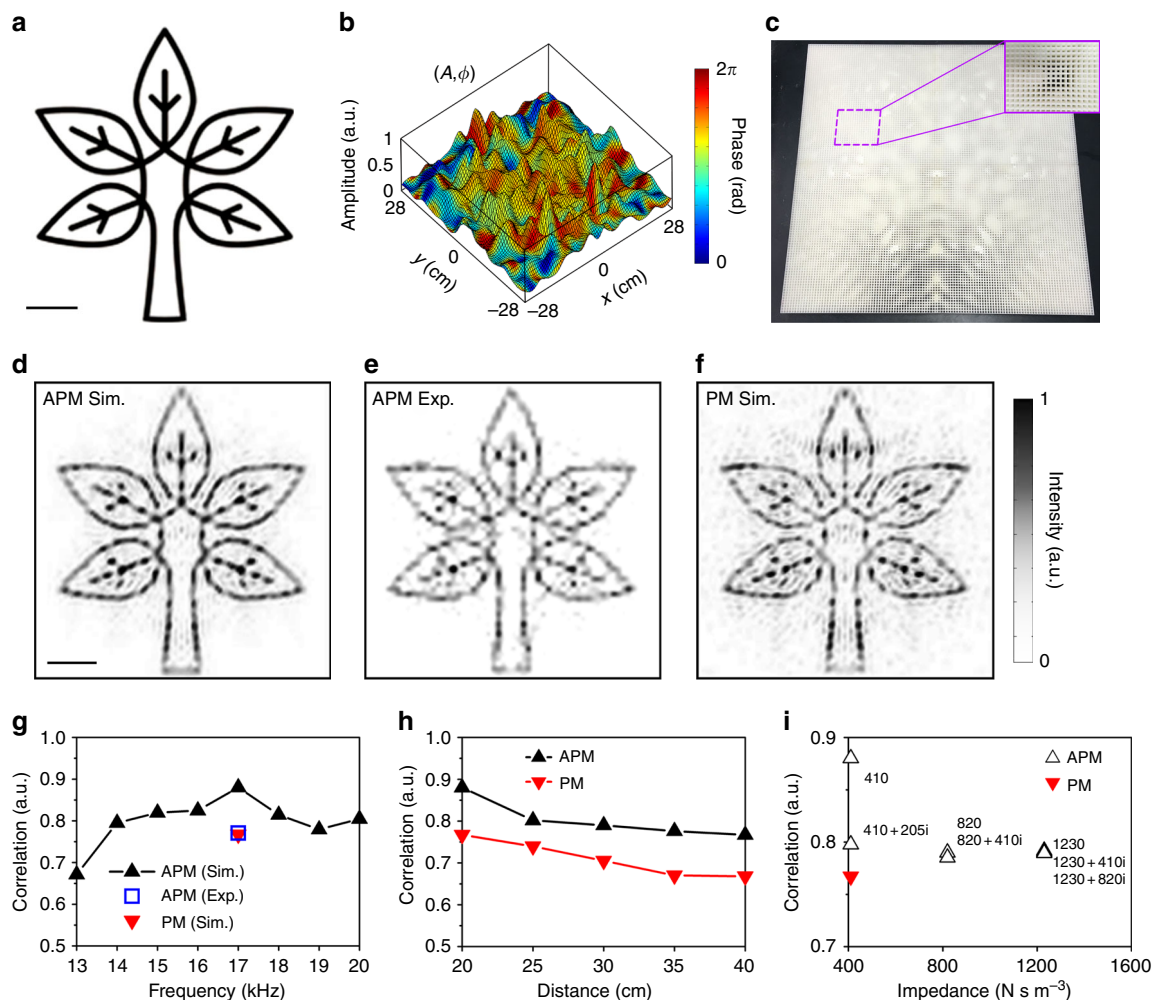 a
b
c
(A,ϕ)
Amplitude (a.u.)
1
0.5
0
28
0
−28
y (cm)
−28
0
28
x (cm)
2π
0
Phase (rad)
d
e
f
APM Sim.
APM Exp.
PM Sim.
1
0
Intensity (a.u.)
g
Correlation (a.u.)
1.0
0.9
0.8
0.7
0.6
0.5
APM (Sim.)
APM (Exp.)
PM (Sim.)
13 14 15 16 17 18 19 20
Frequency (kHz)
h
Correlation (a.u.)
1.0
0.9
0.8
0.7
0.6
0.5
APM
PM
20 25 30 35 40
Distance (cm)
i
Correlation (a.u.)
0.9
0.8
0.7
APM
PM
410
410 + 205i
820
820 + 410i
1230
1230 + 410i
1230 + 820i
400 800 1200 1600
Impedance (N s m⁻³)